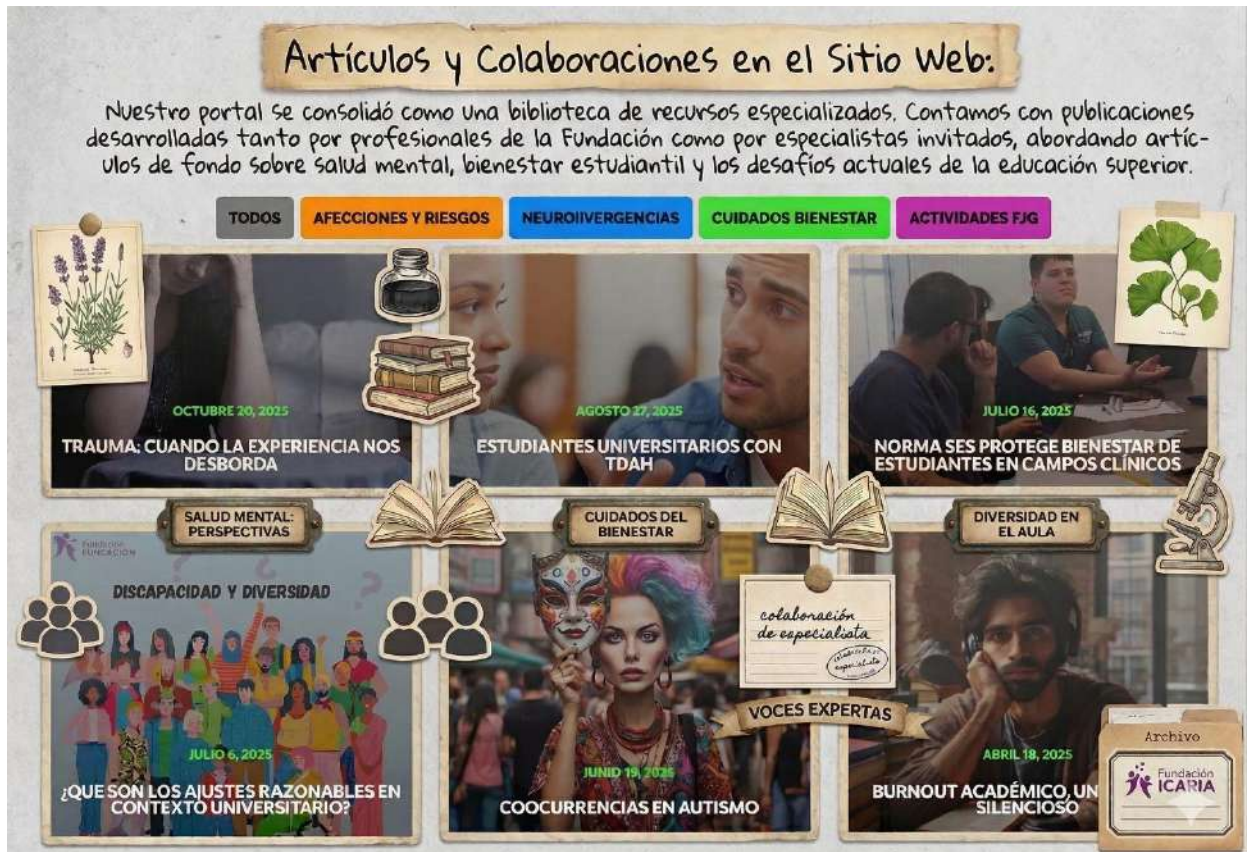 Artículos y Colaboraciones en el Sitio Web:
Nuestro portal se consolidó como una biblioteca de recursos especializados. Contamos con publicaciones
desarrolladas tanto por profesionales de la Fundación como por especialistas invitados, abordando artíc-
ulos de fondo sobre salud mental, bienestar estudiantil y los desafíos actuales de la educación superior.
TODOS
AFECCIONES Y RIESGOS
NEUROIIVERGENCIAS
CUIDADOS BIENESTAR
ACTIVIDADES FJG
OCTUBRE 20, 2025
TRAUMA: CUANDO LA EXPERIENCIA NOS
DESBORDA
AGOSTO 27, 2025
ESTUDIANTES UNIVERSITARIOS CON
TDAH
JULIO 16, 2025
NORMA SES PROTEGE BIENESTAR DE
ESTUDIANTES EN CAMPOS CLÍNICOS
SALUD MENTAL:
PERSPECTIVAS
CUIDADOS DEL
BIENESTAR
DIVERSIDAD EN
EL AULA
Fundación
FUNDACIÓN
DISCAPACIDAD Y DIVERSIDAD
JULIO 6, 2025
¿QUE SON LOS AJUSTES RAZONABLES EN
CONTEXTO UNIVERSITARIO?
JUNID 19, 2025
COOCURRENCIAS EN AUTISMO
colaboración
de especialista
VOCES EXPERTAS
ABRIL 18, 2025
BURNOUT ACADÉMICO, UN
SILENCIOSO
Archivo
Fundación
ICARIA